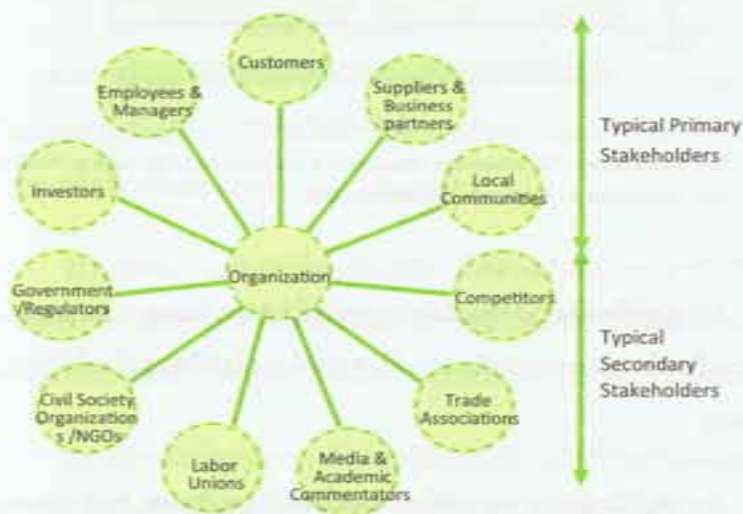 Customers
Employees &
Managers
Suppliers &
Business
partners
Investors
Local
Communities
Organization
Government
/Regulators
Competitors
Civil Society
Organization
s /NGOs
Trade
Associations
Labor
Unions
Media &
Academic
Commentators
Typical Primary
Stakeholders
Typical
Secondary
Stakeholders